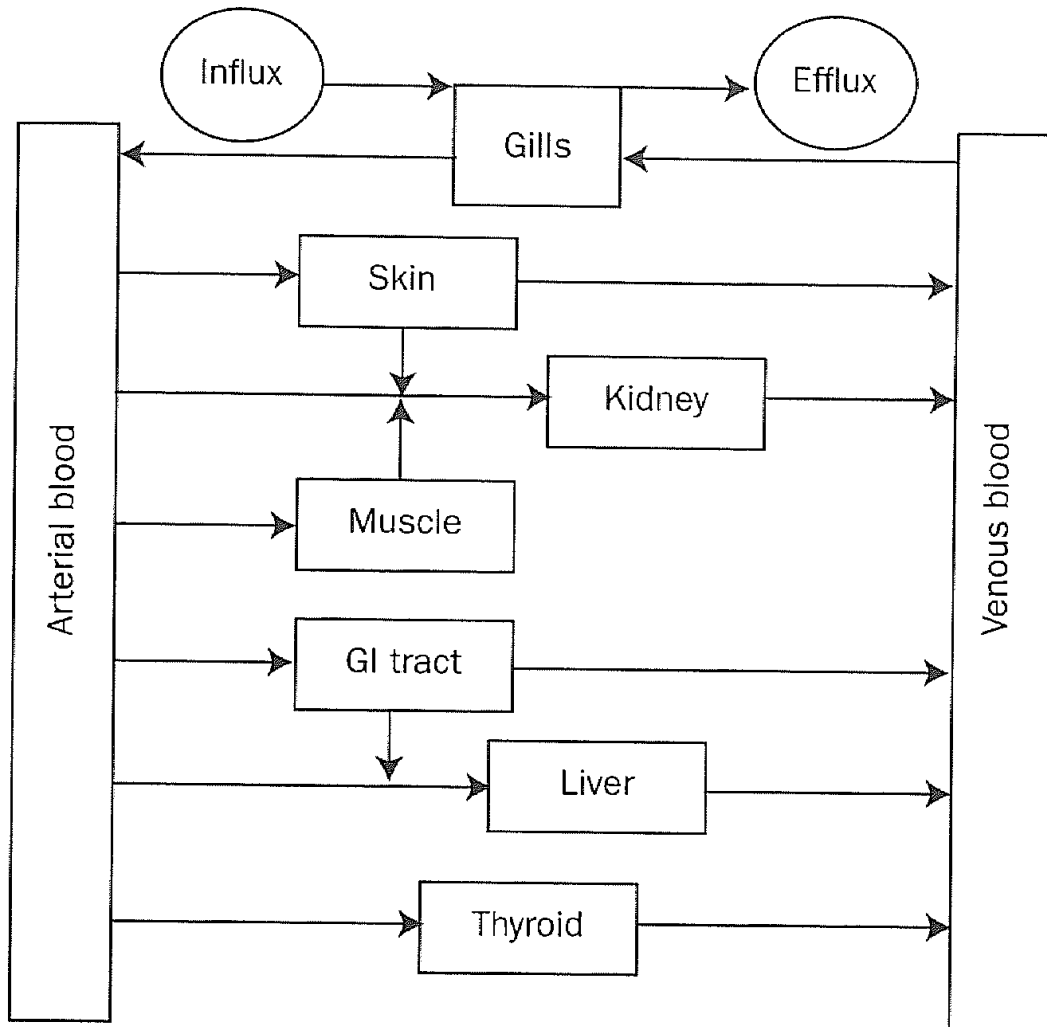 Influx
Efflux
Gills
Skin
Kidney
Muscle
GI tract
Liver
Thyroid
Arterial blood
Venous blood